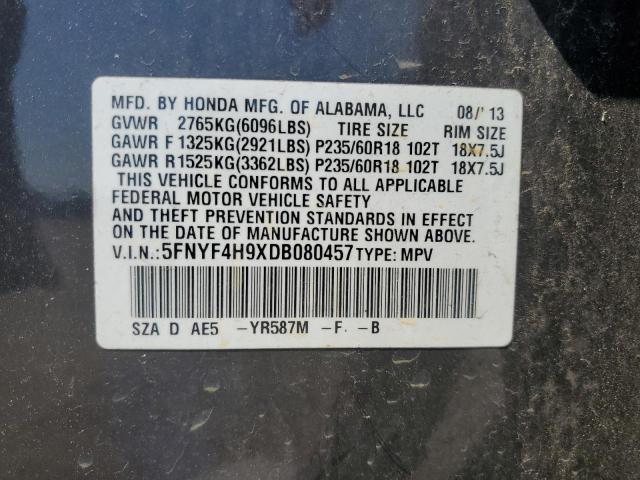 MFD. BY HONDA MFG. OF ALABAMA, LLC 08/'13
GVWR 2765KG(6096LBS) TIRE SIZE RIM SIZE
GAWR F 1325KG(2921LBS) P235/60R18 102T 18X7.5J
GAWR R 1525KG(3362LBS) P235/60R18 102T 18X7.5J
THIS VEHICLE CONFORMS TO ALL APPLICABLE
FEDERAL MOTOR VEHICLE SAFETY
AND THEFT PREVENTION STANDARDS IN EFFECT
ON THE DATE OF MANUFACTURE SHOWN ABOVE.
V.I.N.:5FNYF4H9XDB080457 TYPE: MPV
SZA D AE5 -YR587M -F- -B